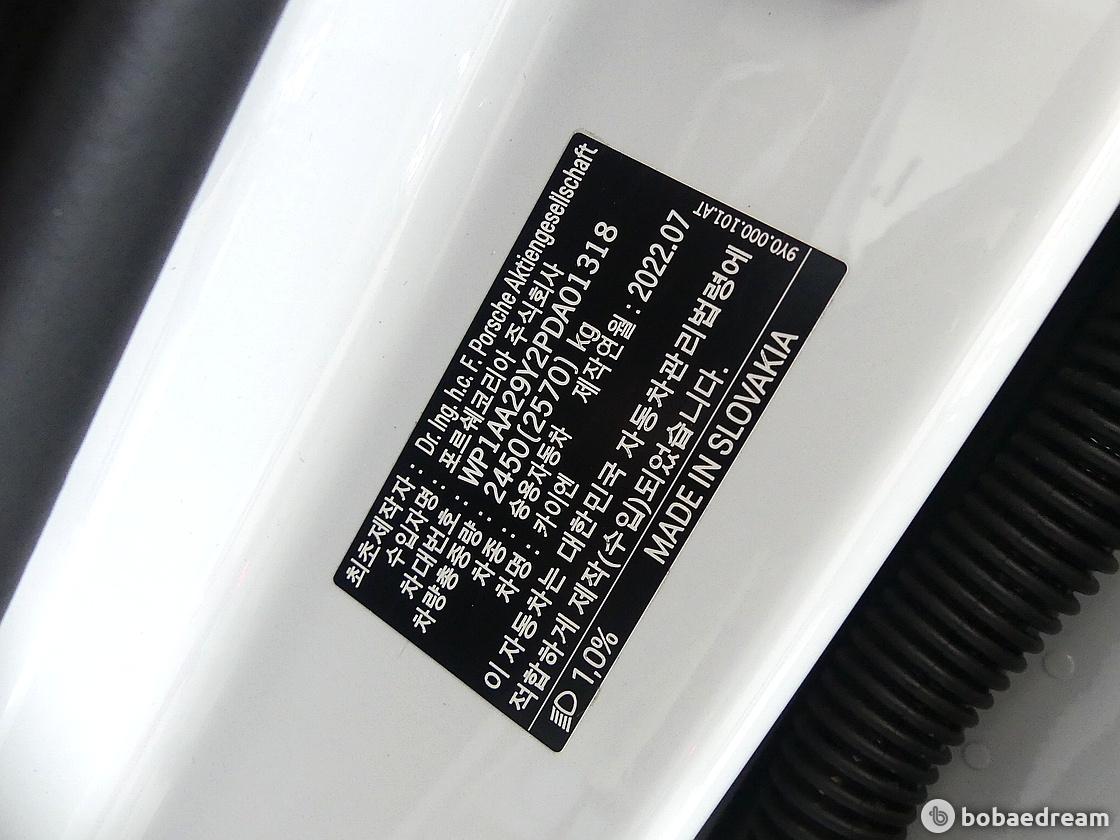 최초제작자 : Dr. Ing. h.c. F. Porsche Aktiengesellschaft
수입자명 : 포르쉐코리아 주식회사
차대번호 : WP1AA29Y2PDA01318
차량총중량 : 2450(2570) kg
차종 : 승용자동차 제작연월 : 2022.07
차명 : 카이엔
이 자동차는 대한민국 자동차관리법령에
적합하게 제작(수입)되었습니다.
1,0% MADE IN SLOVAKIA
9Y0.000.101.AT
bobaedream